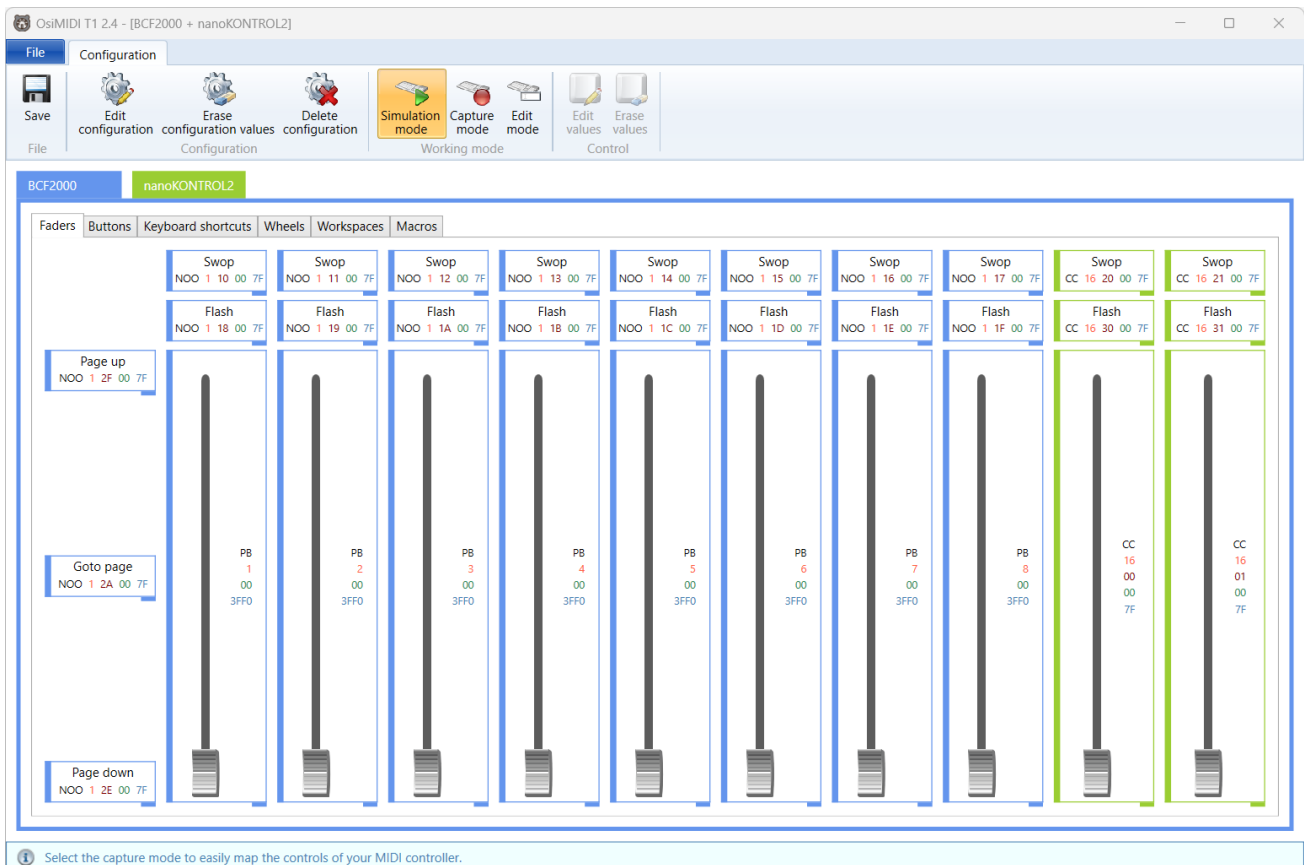 OsiMIDI T1 2.4 - [BCF2000 + nanoKONTROL2]
File Configuration
Save Edit configuration Erase configuration values Delete configuration Simulation mode Capture mode Edit mode Edit values Erase values
File Configuration Working mode Control
BCF2000 nanoKONTROL2
Faders Buttons Keyboard shortcuts Wheels Workspaces Macros
Swop Swop Swop Swop Swop Swop Swop Swop Swop Swop
NOO 1 10 00 7F NOO 1 11 00 7F NOO 1 12 00 7F NOO 1 13 00 7F NOO 1 14 00 7F NOO 1 15 00 7F NOO 1 16 00 7F NOO 1 17 00 7F CC 16 20 00 7F CC 16 21 00 7F
Flash Flash Flash Flash Flash Flash Flash Flash Flash Flash
NOO 1 18 00 7F NOO 1 19 00 7F NOO 1 1A 00 7F NOO 1 1B 00 7F NOO 1 1C 00 7F NOO 1 1D 00 7F NOO 1 1E 00 7F NOO 1 1F 00 7F CC 16 30 00 7F CC 16 31 00 7F
Page up
NOO 1 2F 00 7F
Goto page
NOO 1 2A 00 7F
Page down
NOO 1 2E 00 7F
PB PB PB PB PB PB PB PB CC CC
1 2 3 4 5 6 7 8 16 16
00 01
00 00 00 00 00 00 00 00 00 00
3FF0 3FF0 3FF0 3FF0 3FF0 3FF0 3FF0 3FF0 7F 7F
Select the capture mode to easily map the controls of your MIDI controller.